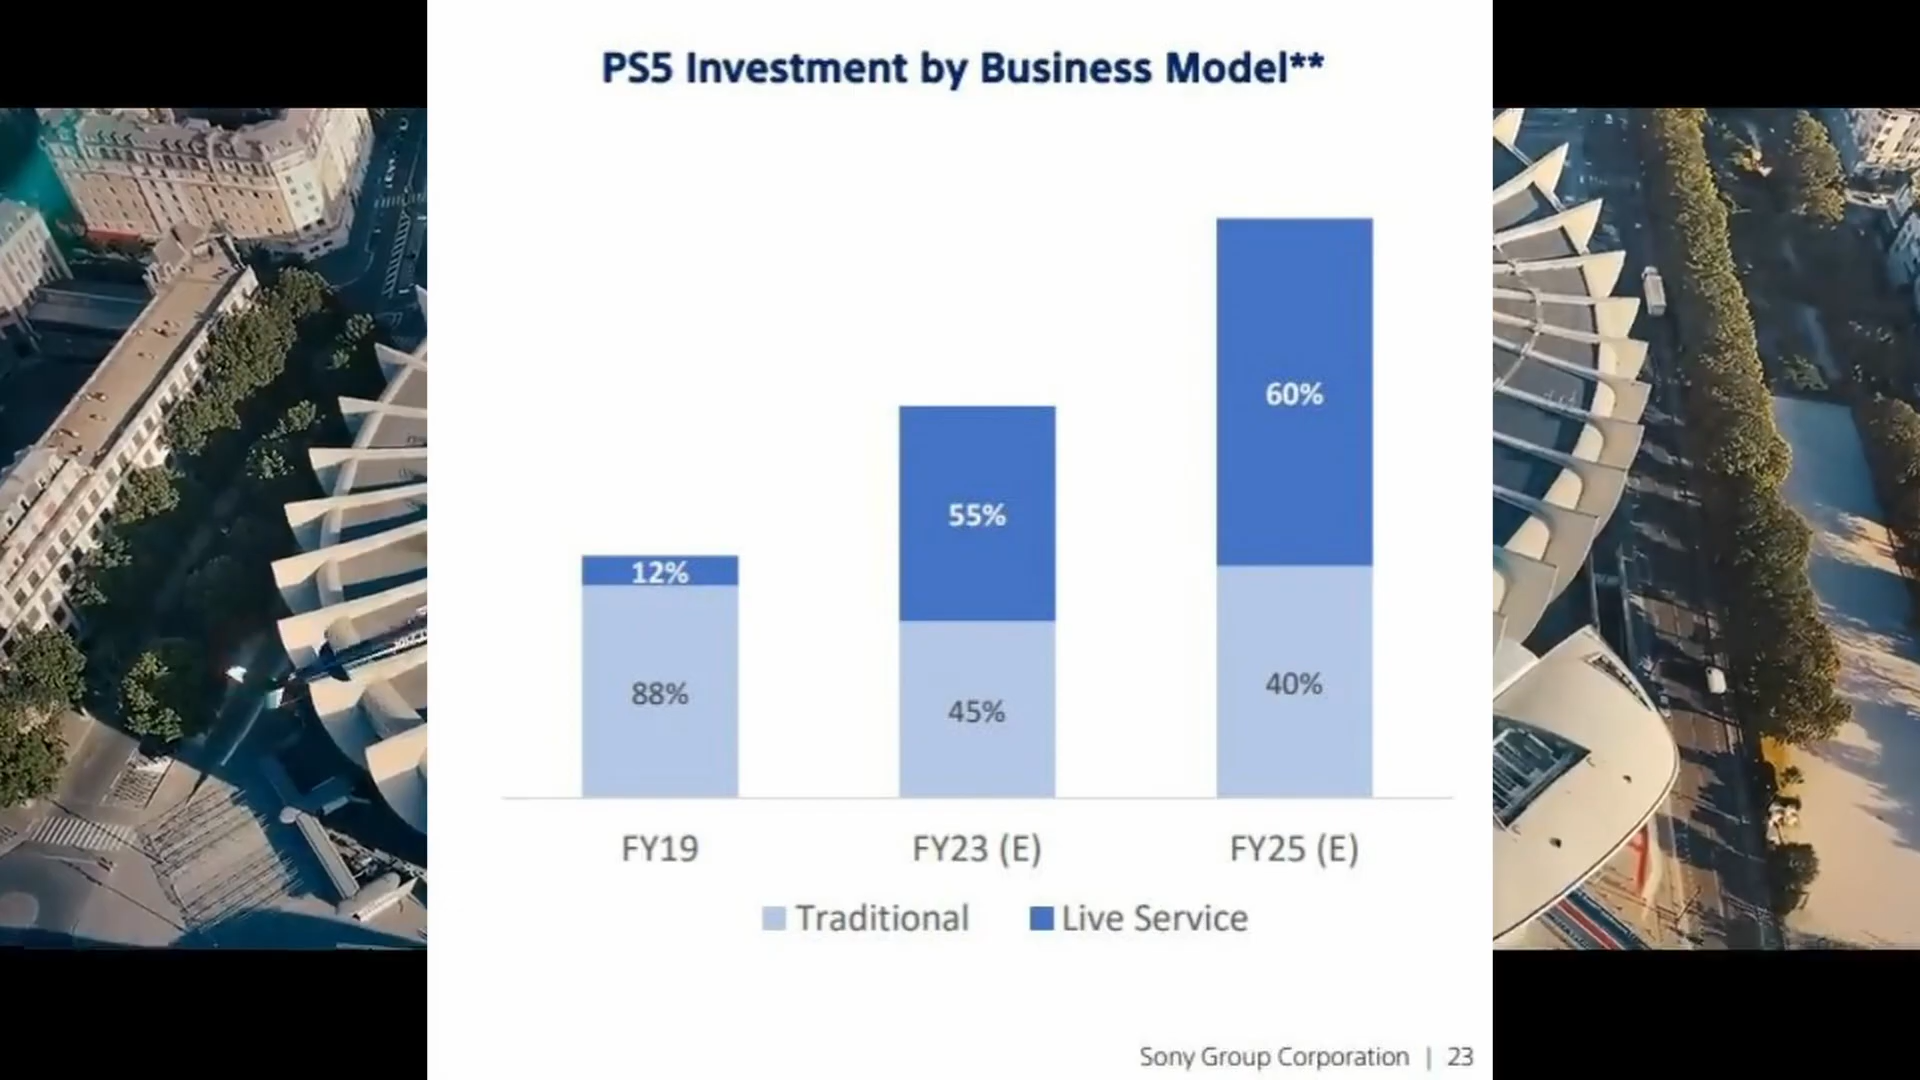 PS5 Investment by Business Model**
60%
55%
12%
88%
45%
40%
FY19
FY23 (E)
FY25 (E)
Traditional
Live Service
Sony Group Corporation | 23